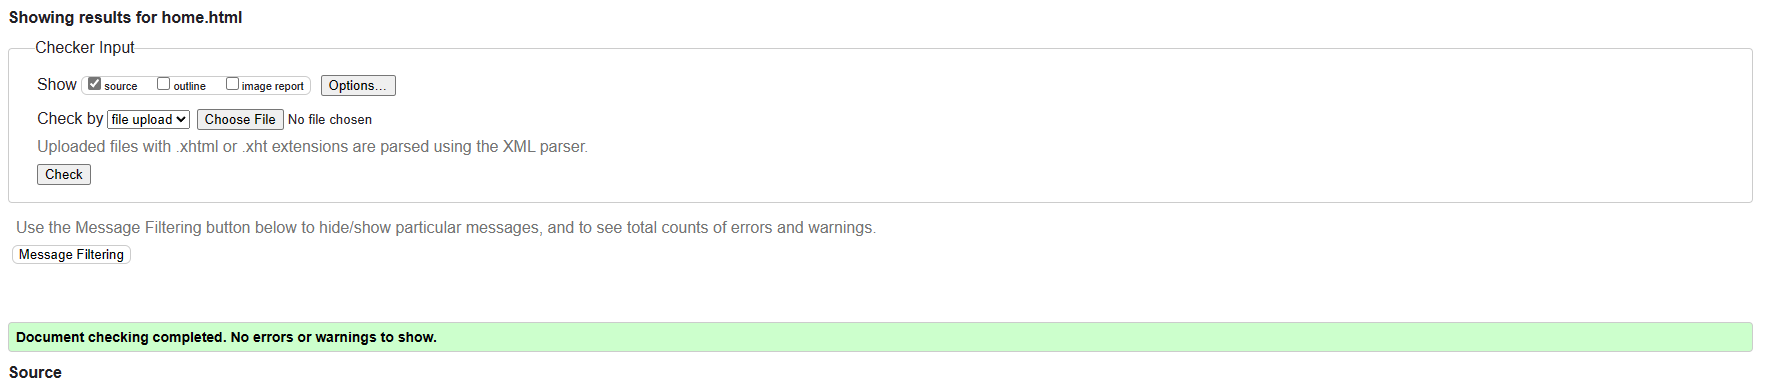 Showing results for home.html
Checker Input
Show source outline image report Options...
Check by file upload Choose File No file chosen
Uploaded files with .xhtml or .xht extensions are parsed using the XML parser.
Check
Use the Message Filtering button below to hide/show particular messages, and to see total counts of errors and warnings.
Message Filtering
Document checking completed. No errors or warnings to show.
Source